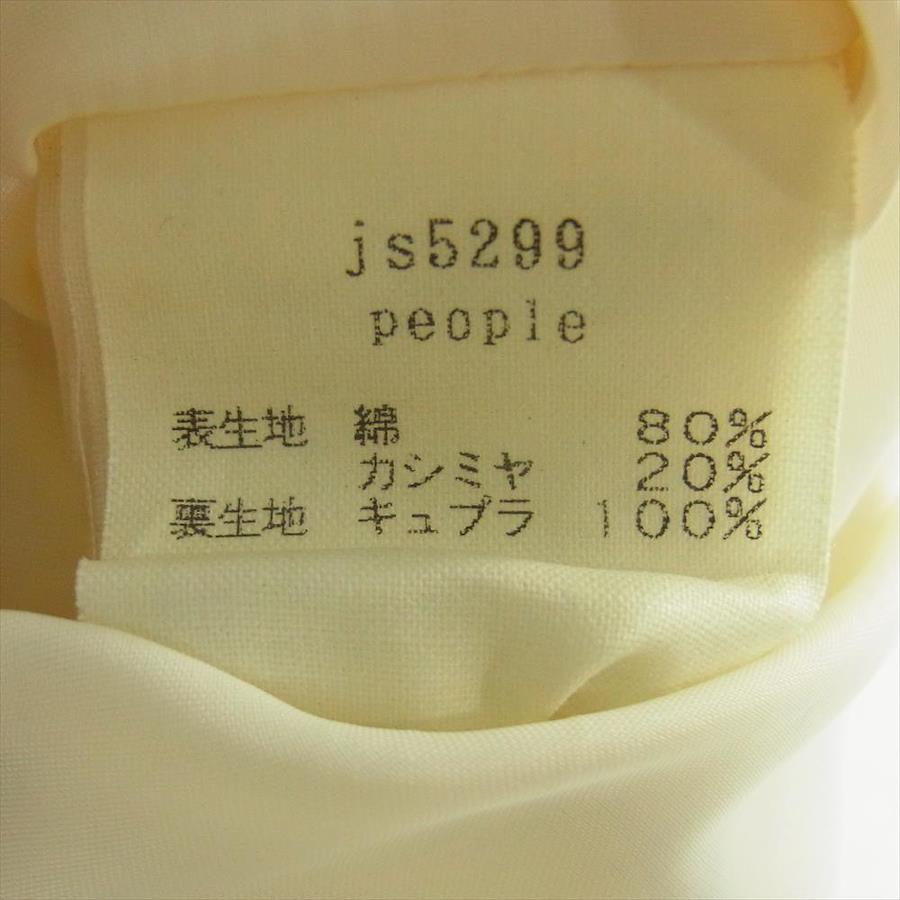 js5299
people
表生地 綿 80%
カシミヤ 20%
裏生地 キュプラ 100%